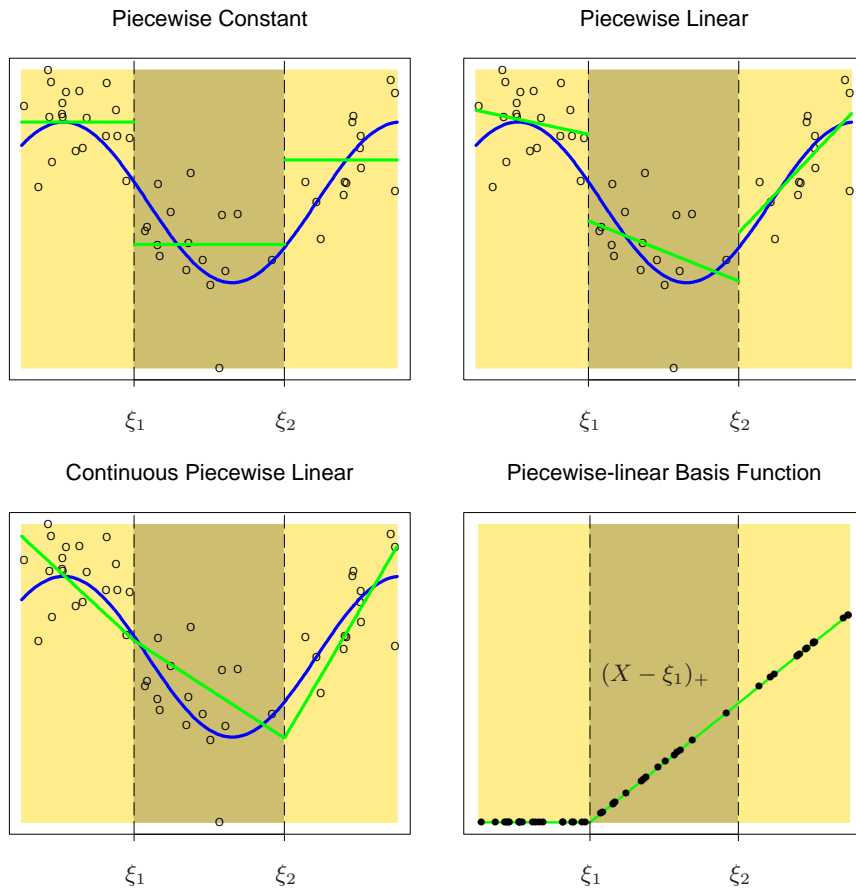 Piecewise Constant
Piecewise Linear
ξ₁
ξ₂
ξ₁
ξ₂
Continuous Piecewise Linear
Piecewise-linear Basis Function
(X − ξ₁)₊
ξ₁
ξ₂
ξ₁
ξ₂